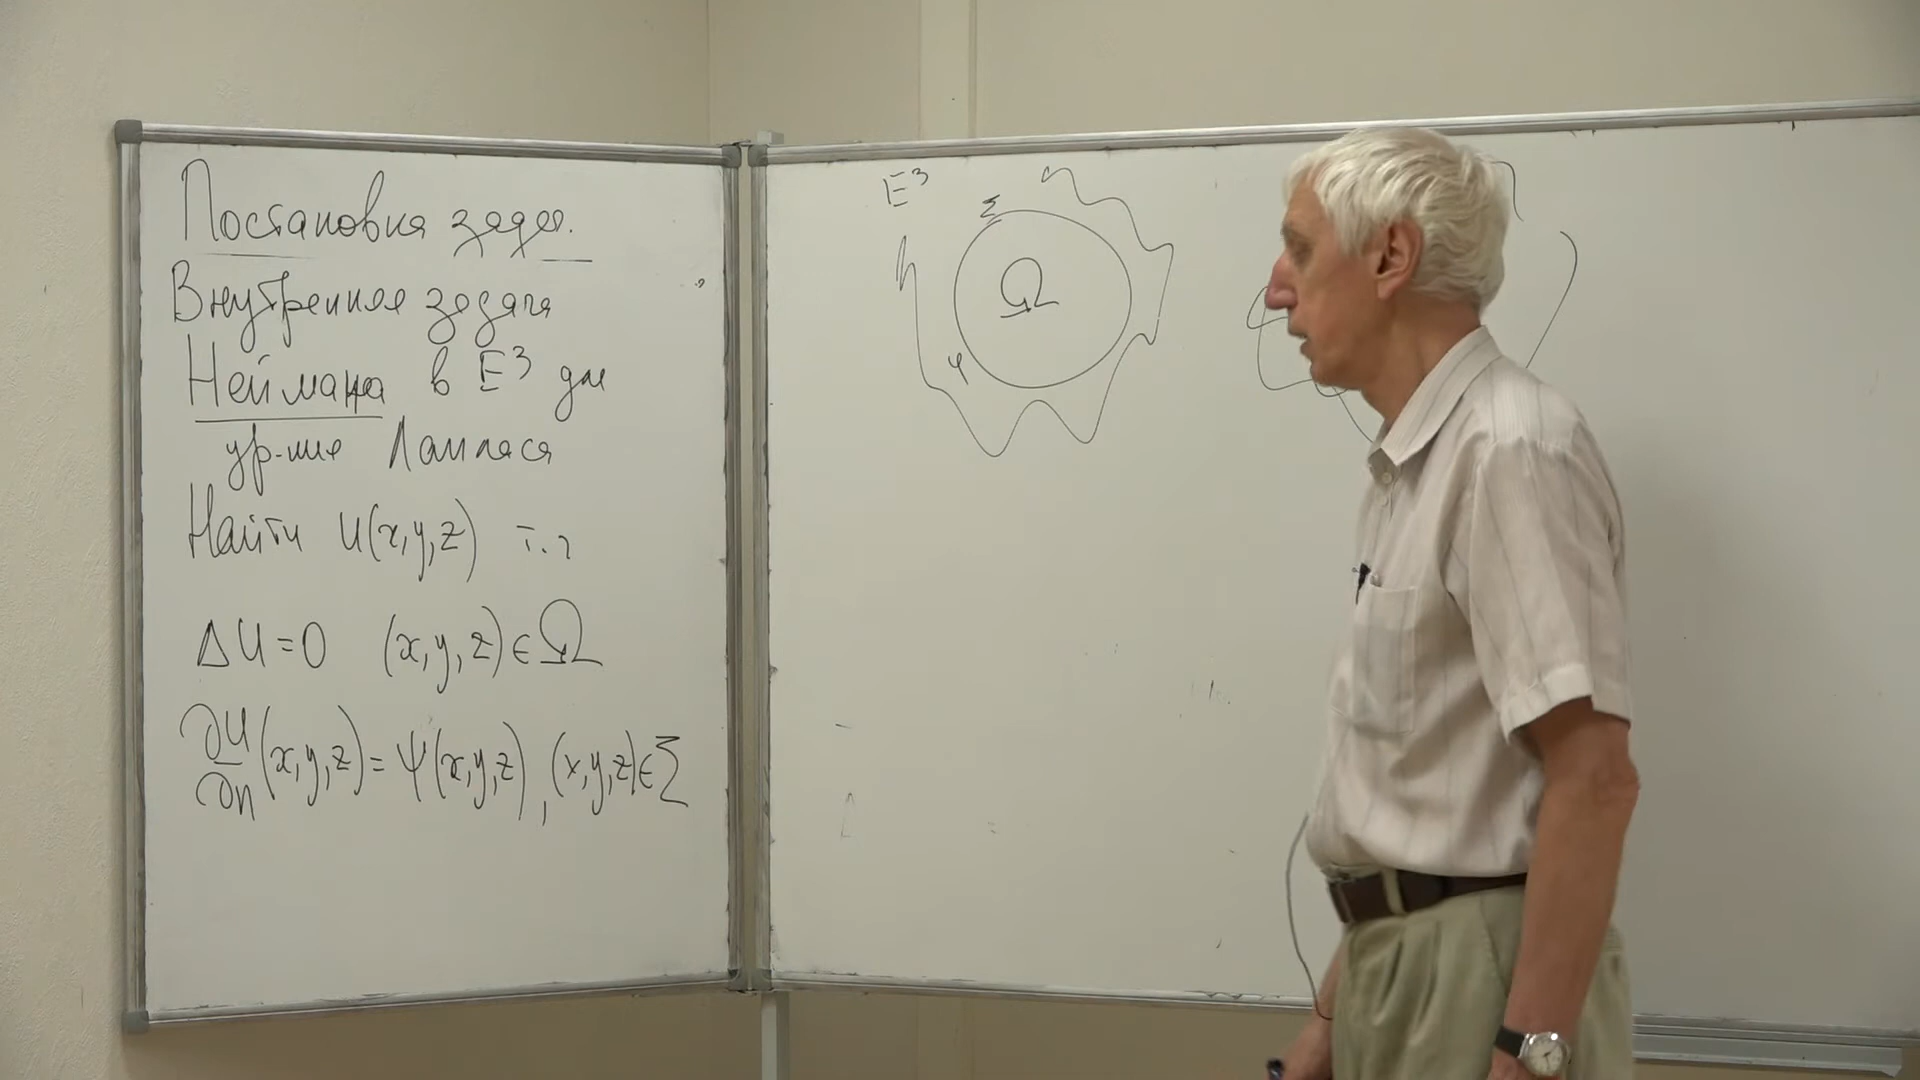 Постановка задач.
Внутренняя задача
Неймана в E³ для
ур-ние Лапласа
Найти u(x,y,z) т.ч
Δu=0 (x,y,z)∈Ω
∂u/∂n(x,y,z)=ψ(x,y,z), (x,y,z)∈Σ
E³
Σ
Ω